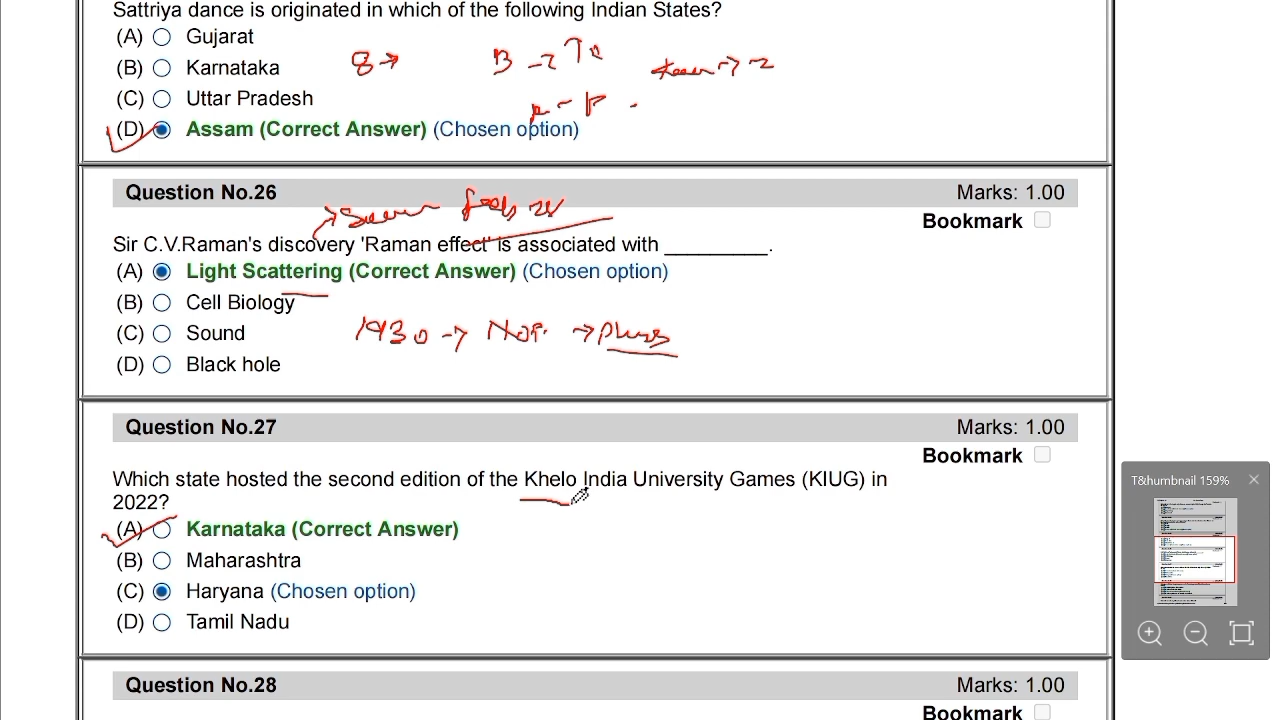 Sattriya dance is originated in which of the following Indian States?
(A) Gujarat
(B) Karnataka
(C) Uttar Pradesh
(D) Assam (Correct Answer) (Chosen option)
8 →
Question No.26 Marks: 1.00
Bookmark
Sir C.V.Raman's discovery 'Raman effect' is associated with __________.
(A) Light Scattering (Correct Answer) (Chosen option)
(B) Cell Biology
(C) Sound
(D) Black hole
1930 →
Question No.27 Marks: 1.00
Bookmark
Which state hosted the second edition of the Khelo India University Games (KIUG) in
2022?
(A) Karnataka (Correct Answer)
(B) Maharashtra
(C) Haryana (Chosen option)
(D) Tamil Nadu
T&humbnail 159%
Question No.28 Marks: 1.00
Bookmark